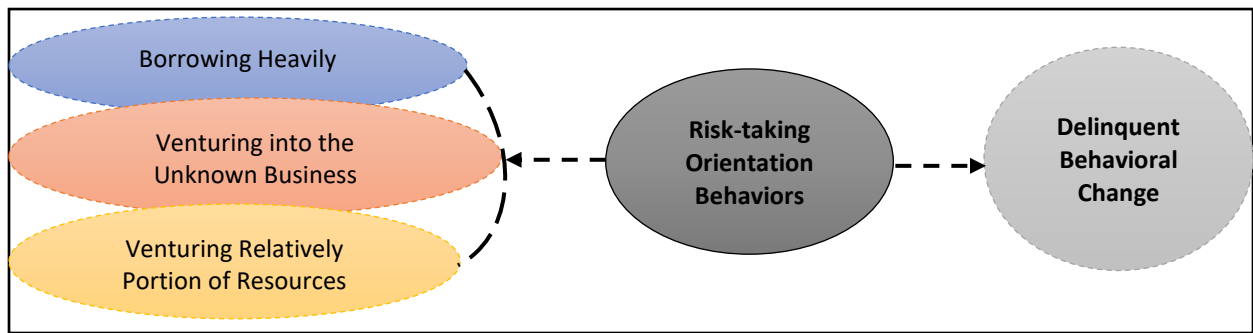 Borrowing Heavily
Venturing into the
Unknown Business
Venturing Relatively
Portion of Resources
Risk-taking
Orientation
Behaviors
Delinquent
Behavioral
Change